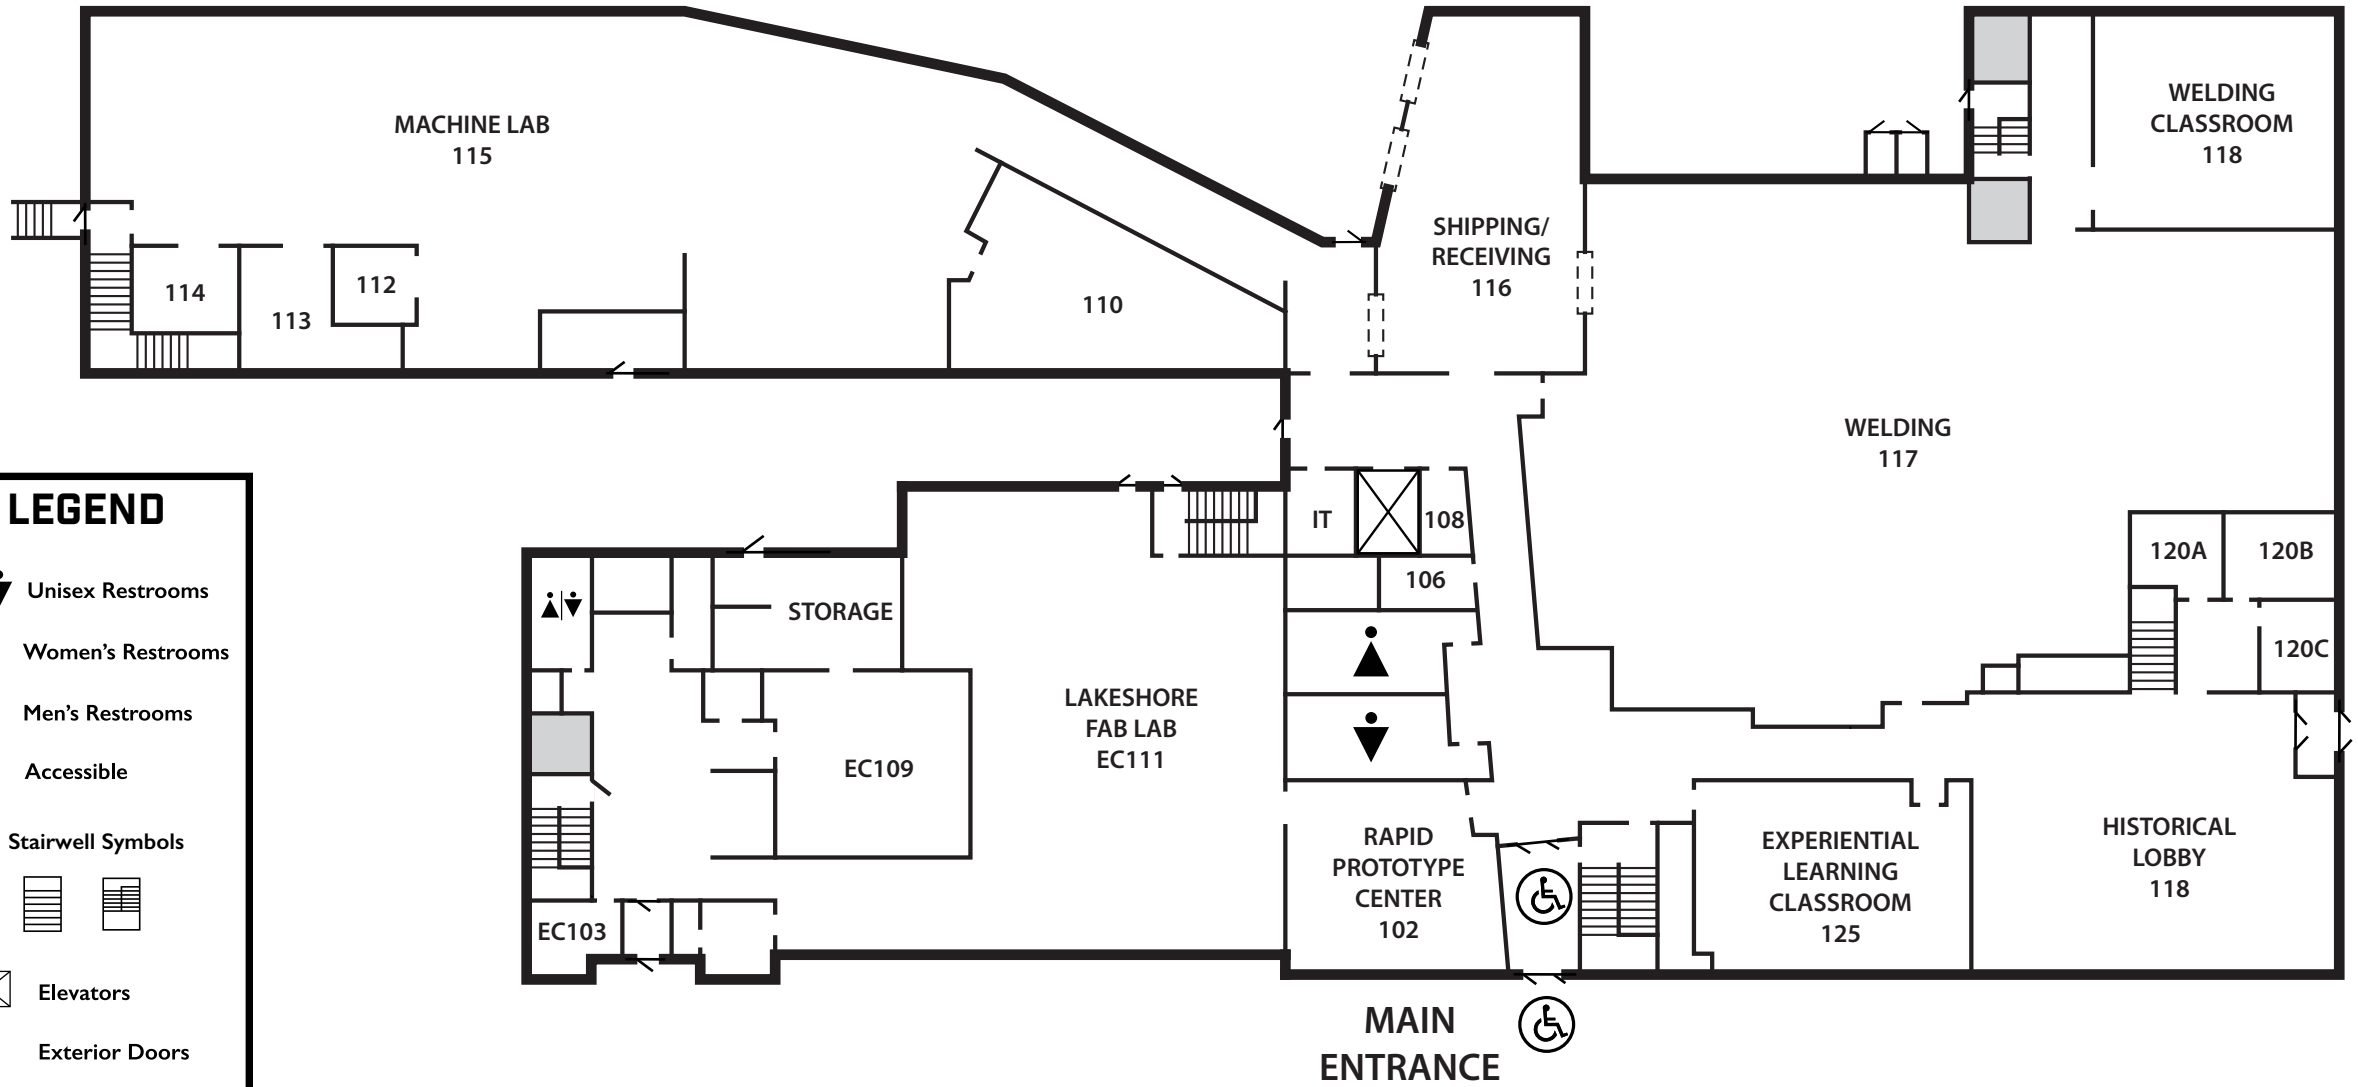 MACHINE LAB
115
WELDING
CLASSROOM
118
SHIPPING/
RECEIVING
116
114
113
112
110
WELDING
117
LEGEND
Unisex Restrooms
Women's Restrooms
Men's Restrooms
Accessible
Stairwell Symbols
Elevators
Exterior Doors
IT
108
106
STORAGE
120A
120B
120C
LAKESHORE
FAB LAB
EC111
EC109
EC103
RAPID
PROTOTYPE
CENTER
102
EXPERIENTIAL
LEARNING
CLASSROOM
125
HISTORICAL
LOBBY
118
MAIN
ENTRANCE